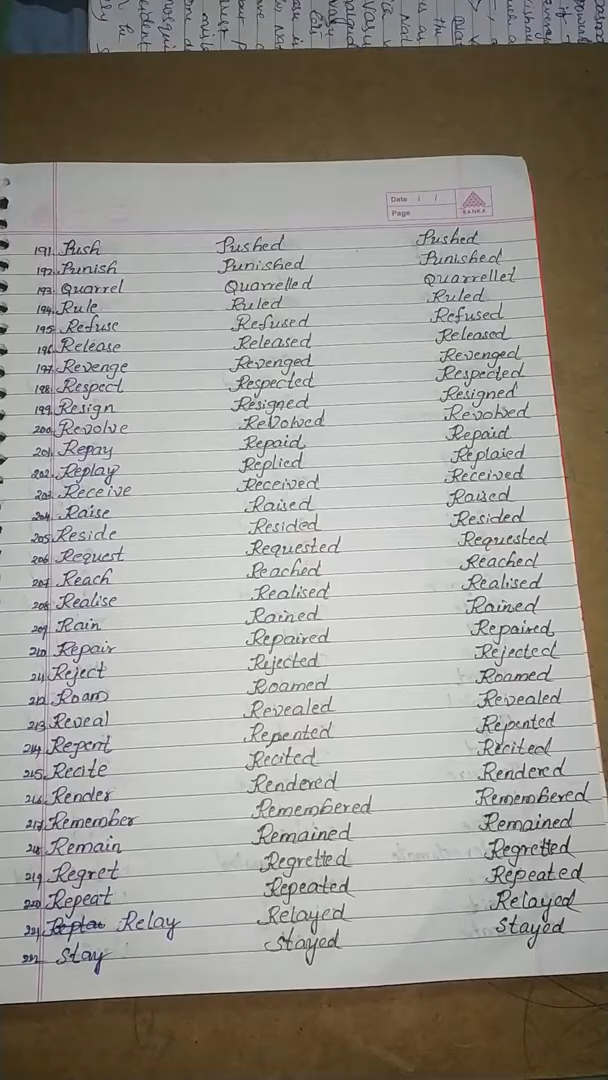 Date / /
Page
BANKA
191. Push Pushed Pushed
192. Punish Punished Punished
193. Quarrel Quarrelled Quarrellet
194. Rule Ruled Ruled
195. Refuse Refused Refused
196. Release Released Released
197. Revenge Revenged Revenged
198. Respect Respected Respected
199. Resign Resigned Resigned
200. Revolve Revolved Revolved
201. Repay Repaid Repaid
202. Replay Replied Replaied
203. Receive Received Received
204. Raise Raised Raised
205. Reside Resided Resided
206. Request Requested Requested
207. Reach Reached Reached
208. Realise Realised Realised
209. Rain Rained Rained
210. Repair Repaired Repaired
211. Reject Rejected Rejected
212. Roam Roamed Roamed
213. Reveal Revealed Revealed
214. Repent Repented Repented
215. Recite Recited Recited
216. Render Rendered Rendered
217. Remember Remembered Remembered
218. Remain Remained Remained
219. Regret Regretted Regretted
220. Repeat Repeated Repeated
221. Relay Relayed Relayed
222. Stay Stayed Stayed